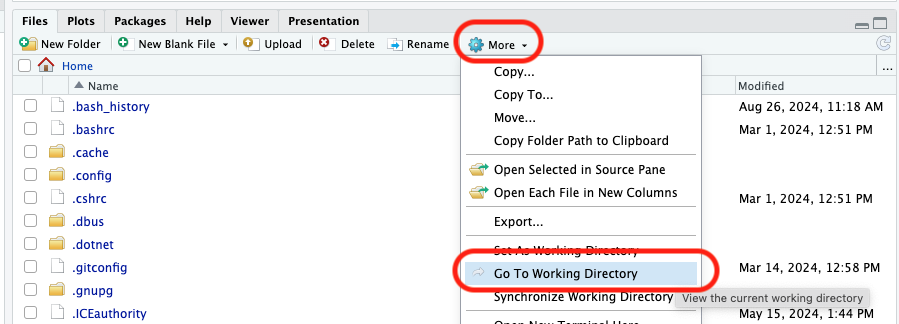 Files Plots Packages Help Viewer Presentation
New Folder New Blank File Upload Delete Rename More
Home ...
Name Modified
Copy...
Copy To...
Move...
Copy Folder Path to Clipboard
Open Selected in Source Pane
Open Each File in New Columns
Export...
Set As Working Directory
Go To Working Directory
Synchronize Working Directory
View the current working directory
Open New Terminal Here
.bash_history Aug 26, 2024, 11:18 AM
.bashrc Mar 1, 2024, 12:51 PM
.cache
.config
.cshrc Mar 1, 2024, 12:51 PM
.dbus
.dotnet
.gitconfig Mar 14, 2024, 12:58 PM
.gnupg
.ICEauthority May 15, 2024, 1:44 PM